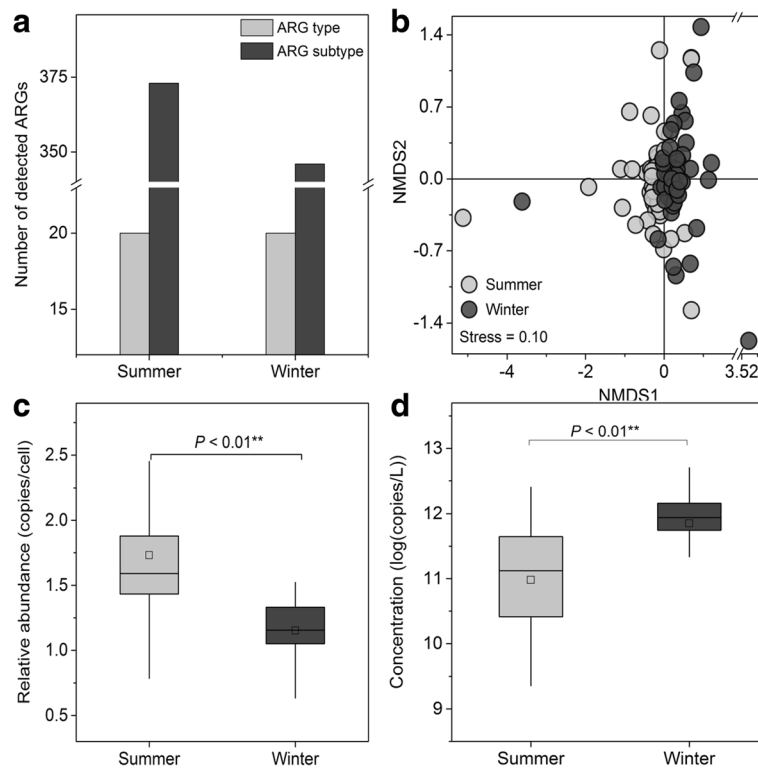 a
ARG type
ARG subtype
Number of detected ARGs
375
350
20
15
Summer
Winter
b
1.4
0.7
0.0
-0.7
-1.4
NMDS2
Summer
Winter
Stress = 0.10
-4
-2
0
3.52
NMDS1
c
P < 0.01**
Relative abundance (copies/cell)
2.5
2.0
1.5
1.0
0.5
Summer
Winter
d
P < 0.01**
Concentration (log(copies/L))
13
12
11
10
9
Summer
Winter